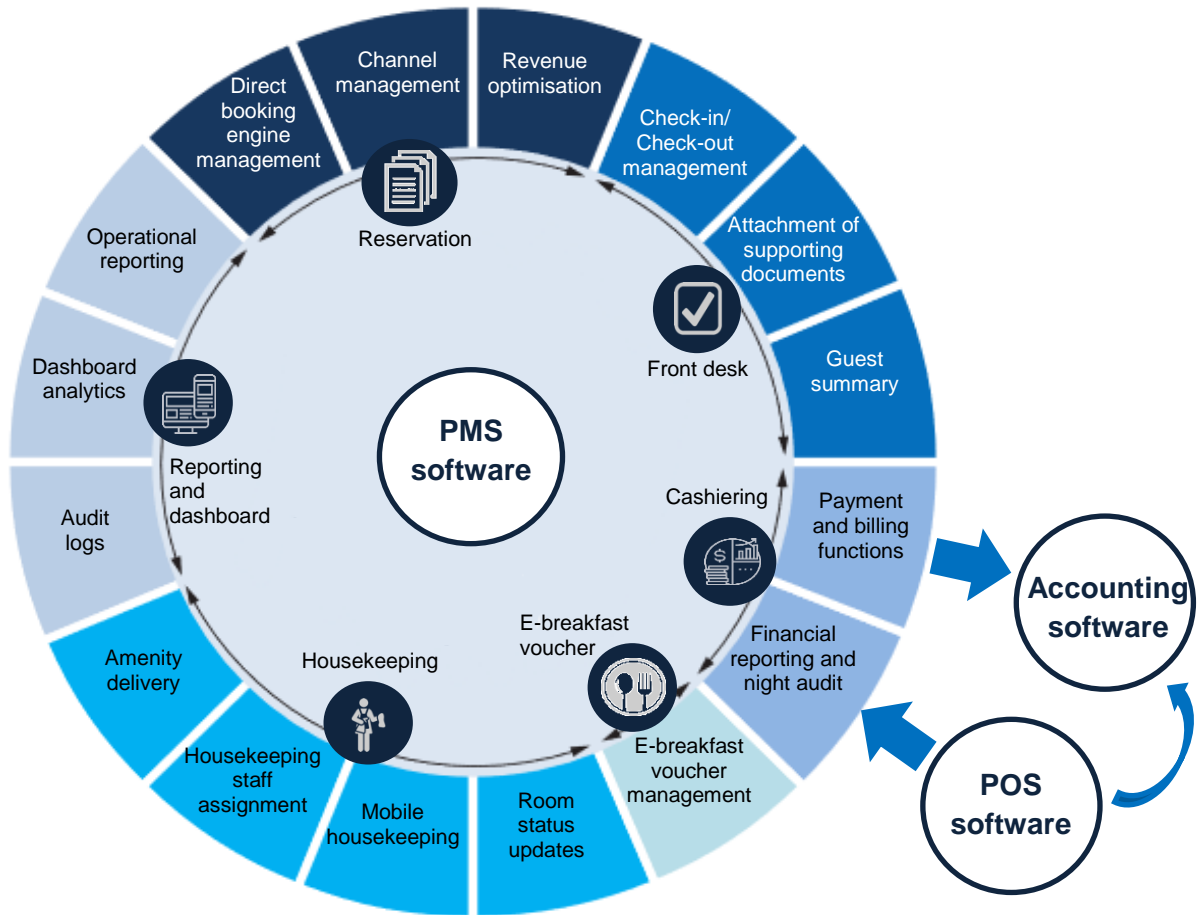 Channel
management
Revenue
optimisation
Check-in/
Check-out
management
Attachment of
supporting
documents
Guest
summary
Payment
and billing
functions
Financial
reporting and
night audit
E-breakfast
voucher
management
Room
status
updates
Mobile
housekeeping
Housekeeping
staff
assignment
Amenity
delivery
Audit
logs
Dashboard
analytics
Operational
reporting
Direct
booking
engine
management
Reservation
Front desk
Cashiering
E-breakfast
voucher
Housekeeping
Reporting
and
dashboard
PMS
software
Accounting
software
POS
software
$